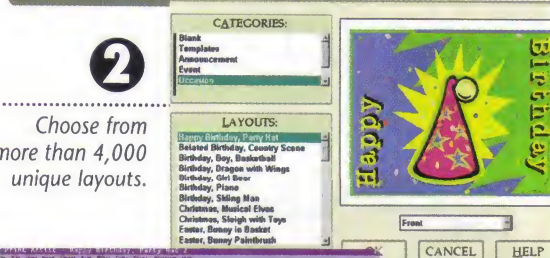 2
Choose from
more than 4,000
unique layouts.
CATEGORIES:
Blank
Templates
Announcement
Event
Occasion
LAYOUTS:
Happy Birthday, Party Hat
Belated Birthday, Country Scene
Birthday, Boy, Basketball
Birthday, Dragon with Wings
Birthday, Girl Bear
Birthday, Piano
Birthday, Skiing Man
Christmas, Musical Elves
Christmas, Sleigh with Toys
Easter, Bunny in Basket
Easter, Bunny Paintbrush
Happy
Birthday
Front
OK
CANCEL
HELP